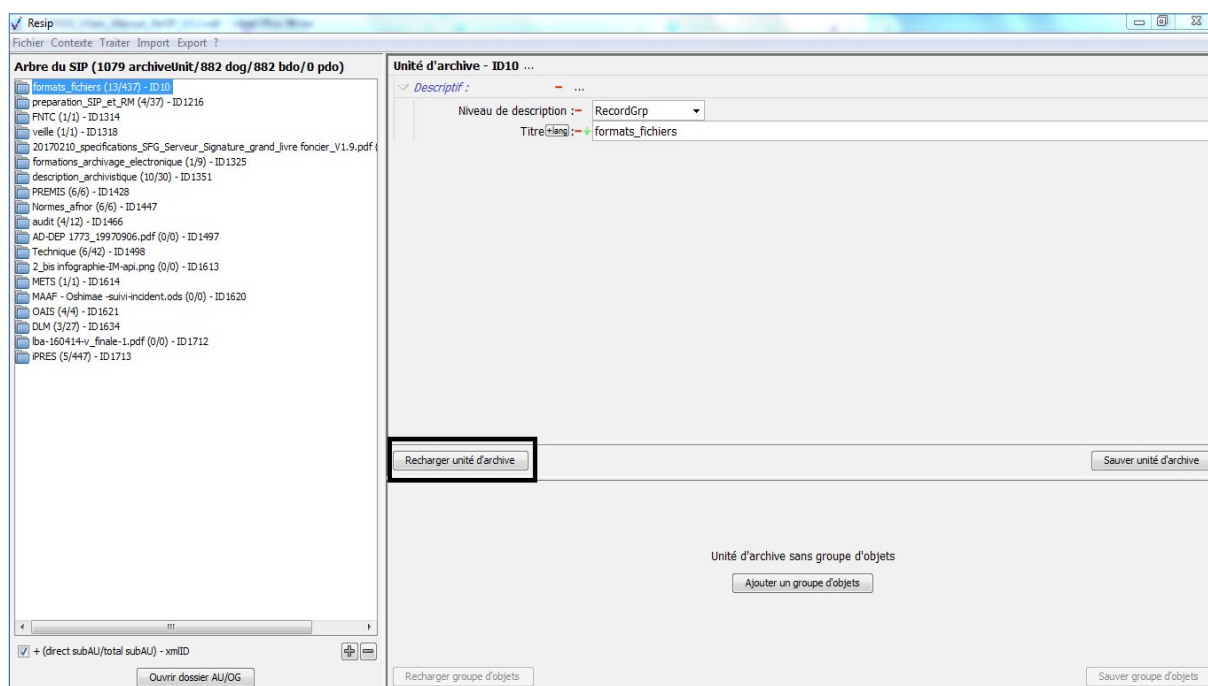 Resip
Fichier Contexte Traiter Import Export ?
Arbre du SIP (1079 archiveUnit/882 dog/882 bdo/0 pdo)
formats_fichiers (13/437) - ID10
preparation_SIP_et_RM (4/37) - ID1216
FNTC (1/1) - ID1314
veille (1/1) - ID1318
20170210_specifications_SFG_Serveur_Signature_grand_livre foncier_V1.9.pdf (
formations_archivage_electronique (1/9) - ID1325
description_archivistique (10/30) - ID1351
PREMIS (6/6) - ID1428
Normes_afnor (6/6) - ID1447
audit (4/12) - ID1466
AD-DEP 1773_19970906.pdf (0/0) - ID1497
Technique (6/42) - ID1498
2_bis infographie-IM-api.png (0/0) - ID1613
METS (1/1) - ID1614
MAAF - Oshimae -suivi-incident.ods (0/0) - ID1620
OAIS (4/4) - ID1621
DLM (3/27) - ID1634
lba-160414-v_finale-1.pdf (0/0) - ID1712
iPRES (5/447) - ID1713
+ (direct subAU/total subAU) - xmlID
Ouvrir dossier AU/OG
Unité d'archive - ID10 ...
Descriptif : - ...
Niveau de description :- RecordGrp
Titre +lang :-+ formats_fichiers
Recharger unité d'archive
Sauver unité d'archive
Unité d'archive sans groupe d'objets
Ajouter un groupe d'objets
Recharger groupe d'objets
Sauver groupe d'objets